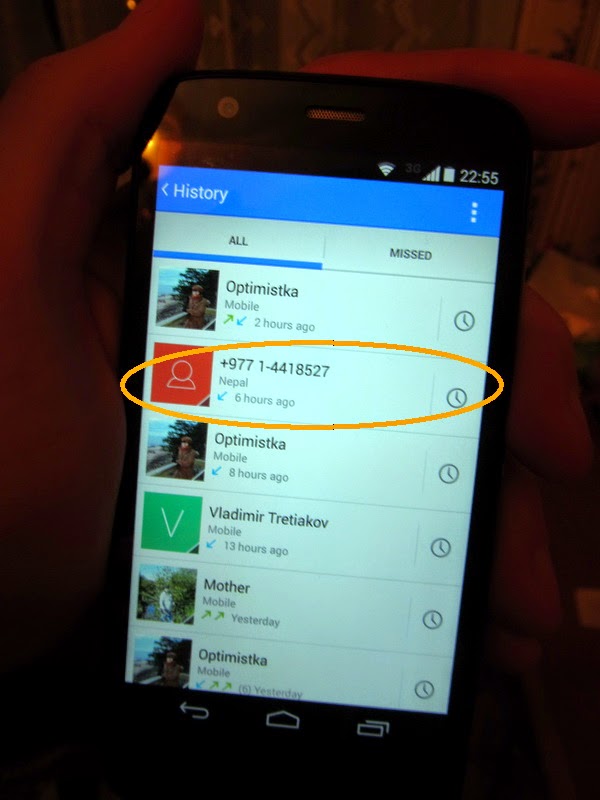 3G 22:55
History
ALL MISSED
Optimistka
Mobile
2 hours ago
+977 1-4418527
Nepal
6 hours ago
Optimistka
Mobile
8 hours ago
V
Vladimir Tretiakov
Mobile
13 hours ago
Mother
Mobile
Yesterday
Optimistka
Mobile
(6) Yesterday